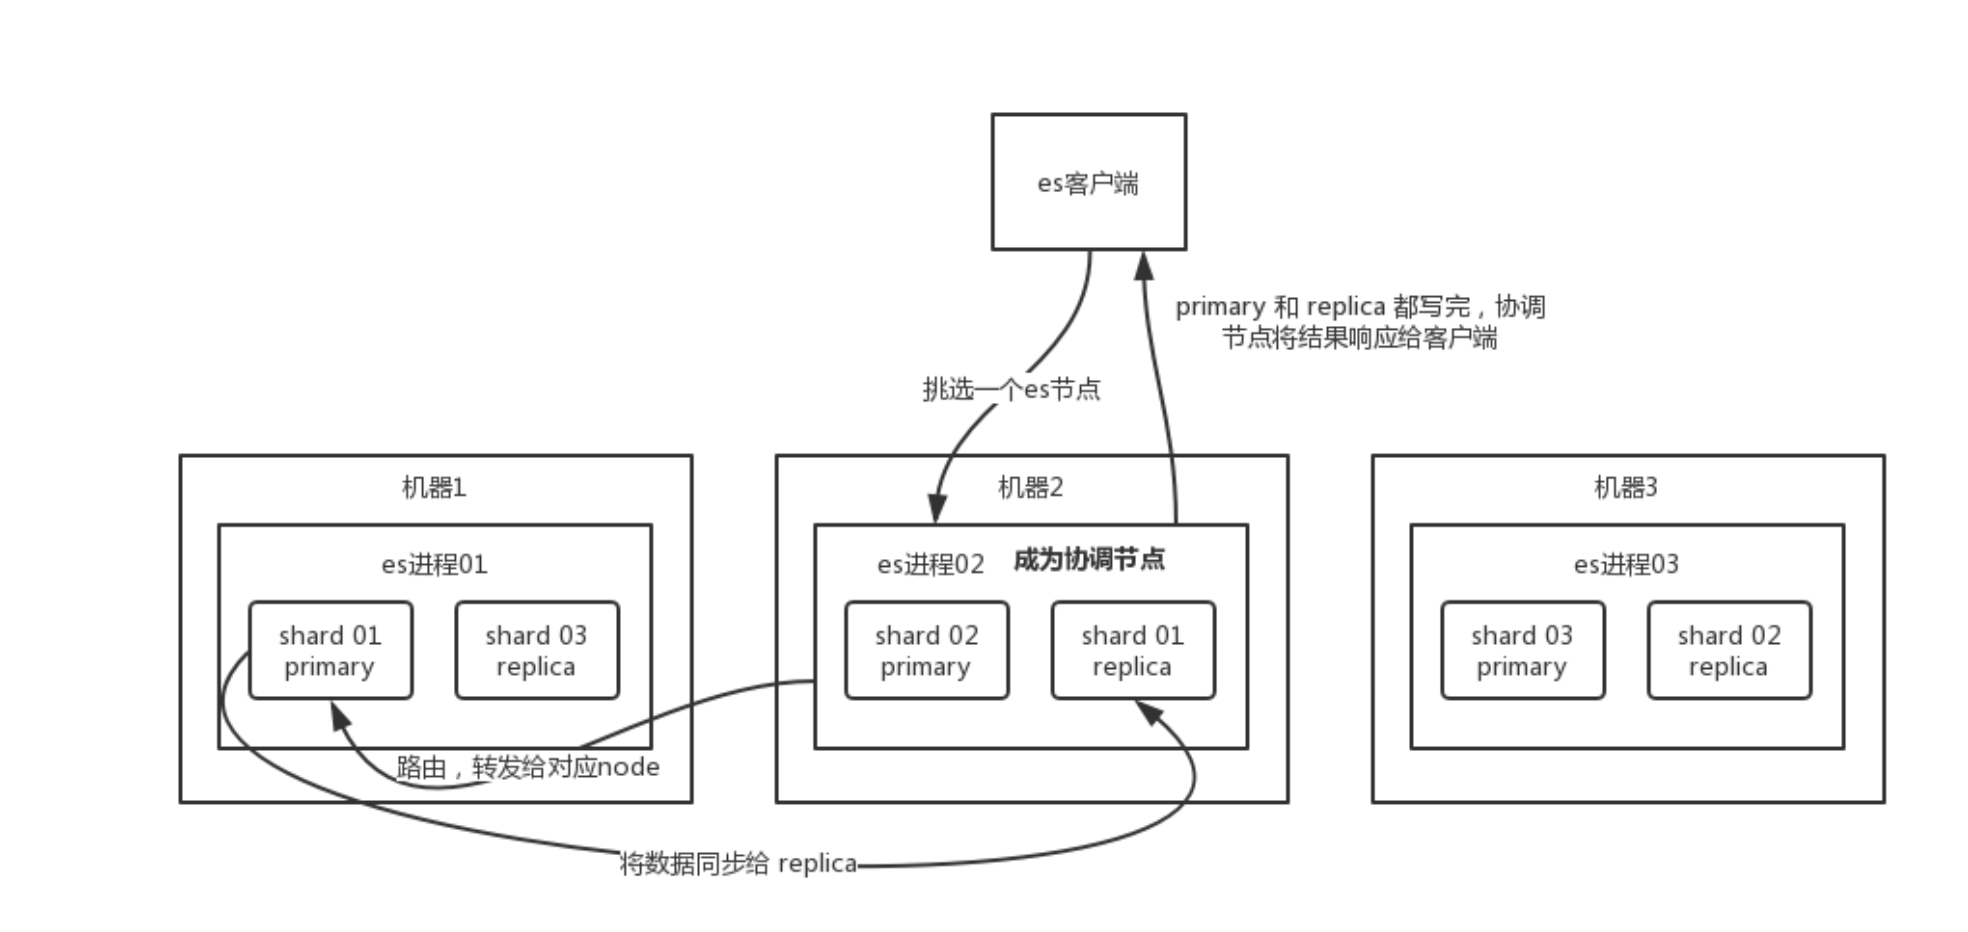 es客户端
primary 和 replica 都写完，协调
节点将结果响应给客户端
挑选一个es节点
机器1
es进程01
shard 01
primary
shard 03
replica
路由，转发给对应node
机器2
es进程02
成为协调节点
shard 02
primary
shard 01
replica
机器3
es进程03
shard 03
primary
shard 02
replica
将数据同步给 replica